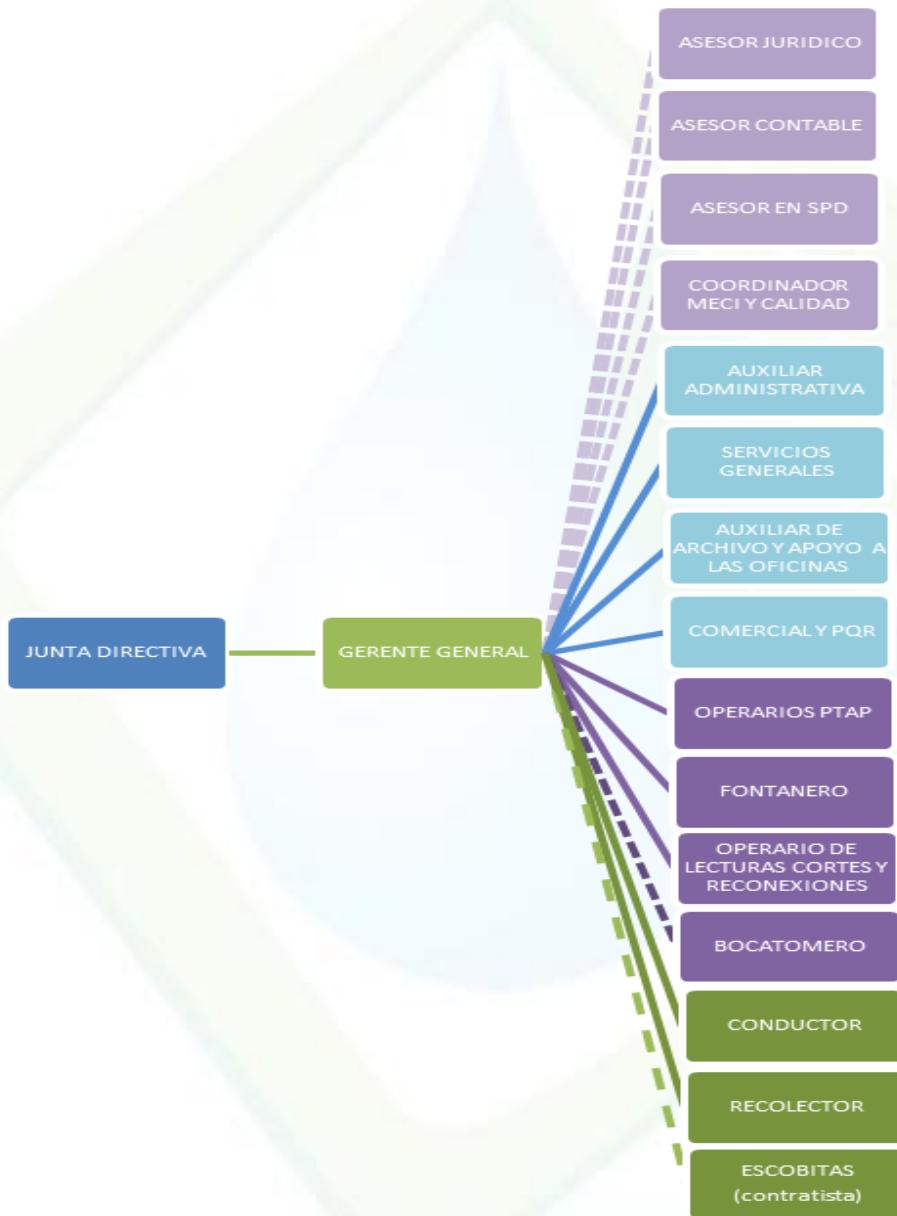 ASESOR JURIDICO
ASESOR CONTABLE
ASESOR EN SPD
COORDINADOR
MECI Y CALIDAD
AUXILIAR
ADMINISTRATIVA
SERVICIOS
GENERALES
AUXILIAR DE
ARCHIVO Y APOYO A
LAS OFICINAS
COMERCIAL Y PQR
JUNTA DIRECTIVA
GERENTE GENERAL
OPERARIOS PTAP
FONTANERO
OPERARIO DE
LECTURAS CORTES Y
RECONEXIONES
BOCATOMERO
CONDUCTOR
RECOLECTOR
ESCOBITAS
(contratista)